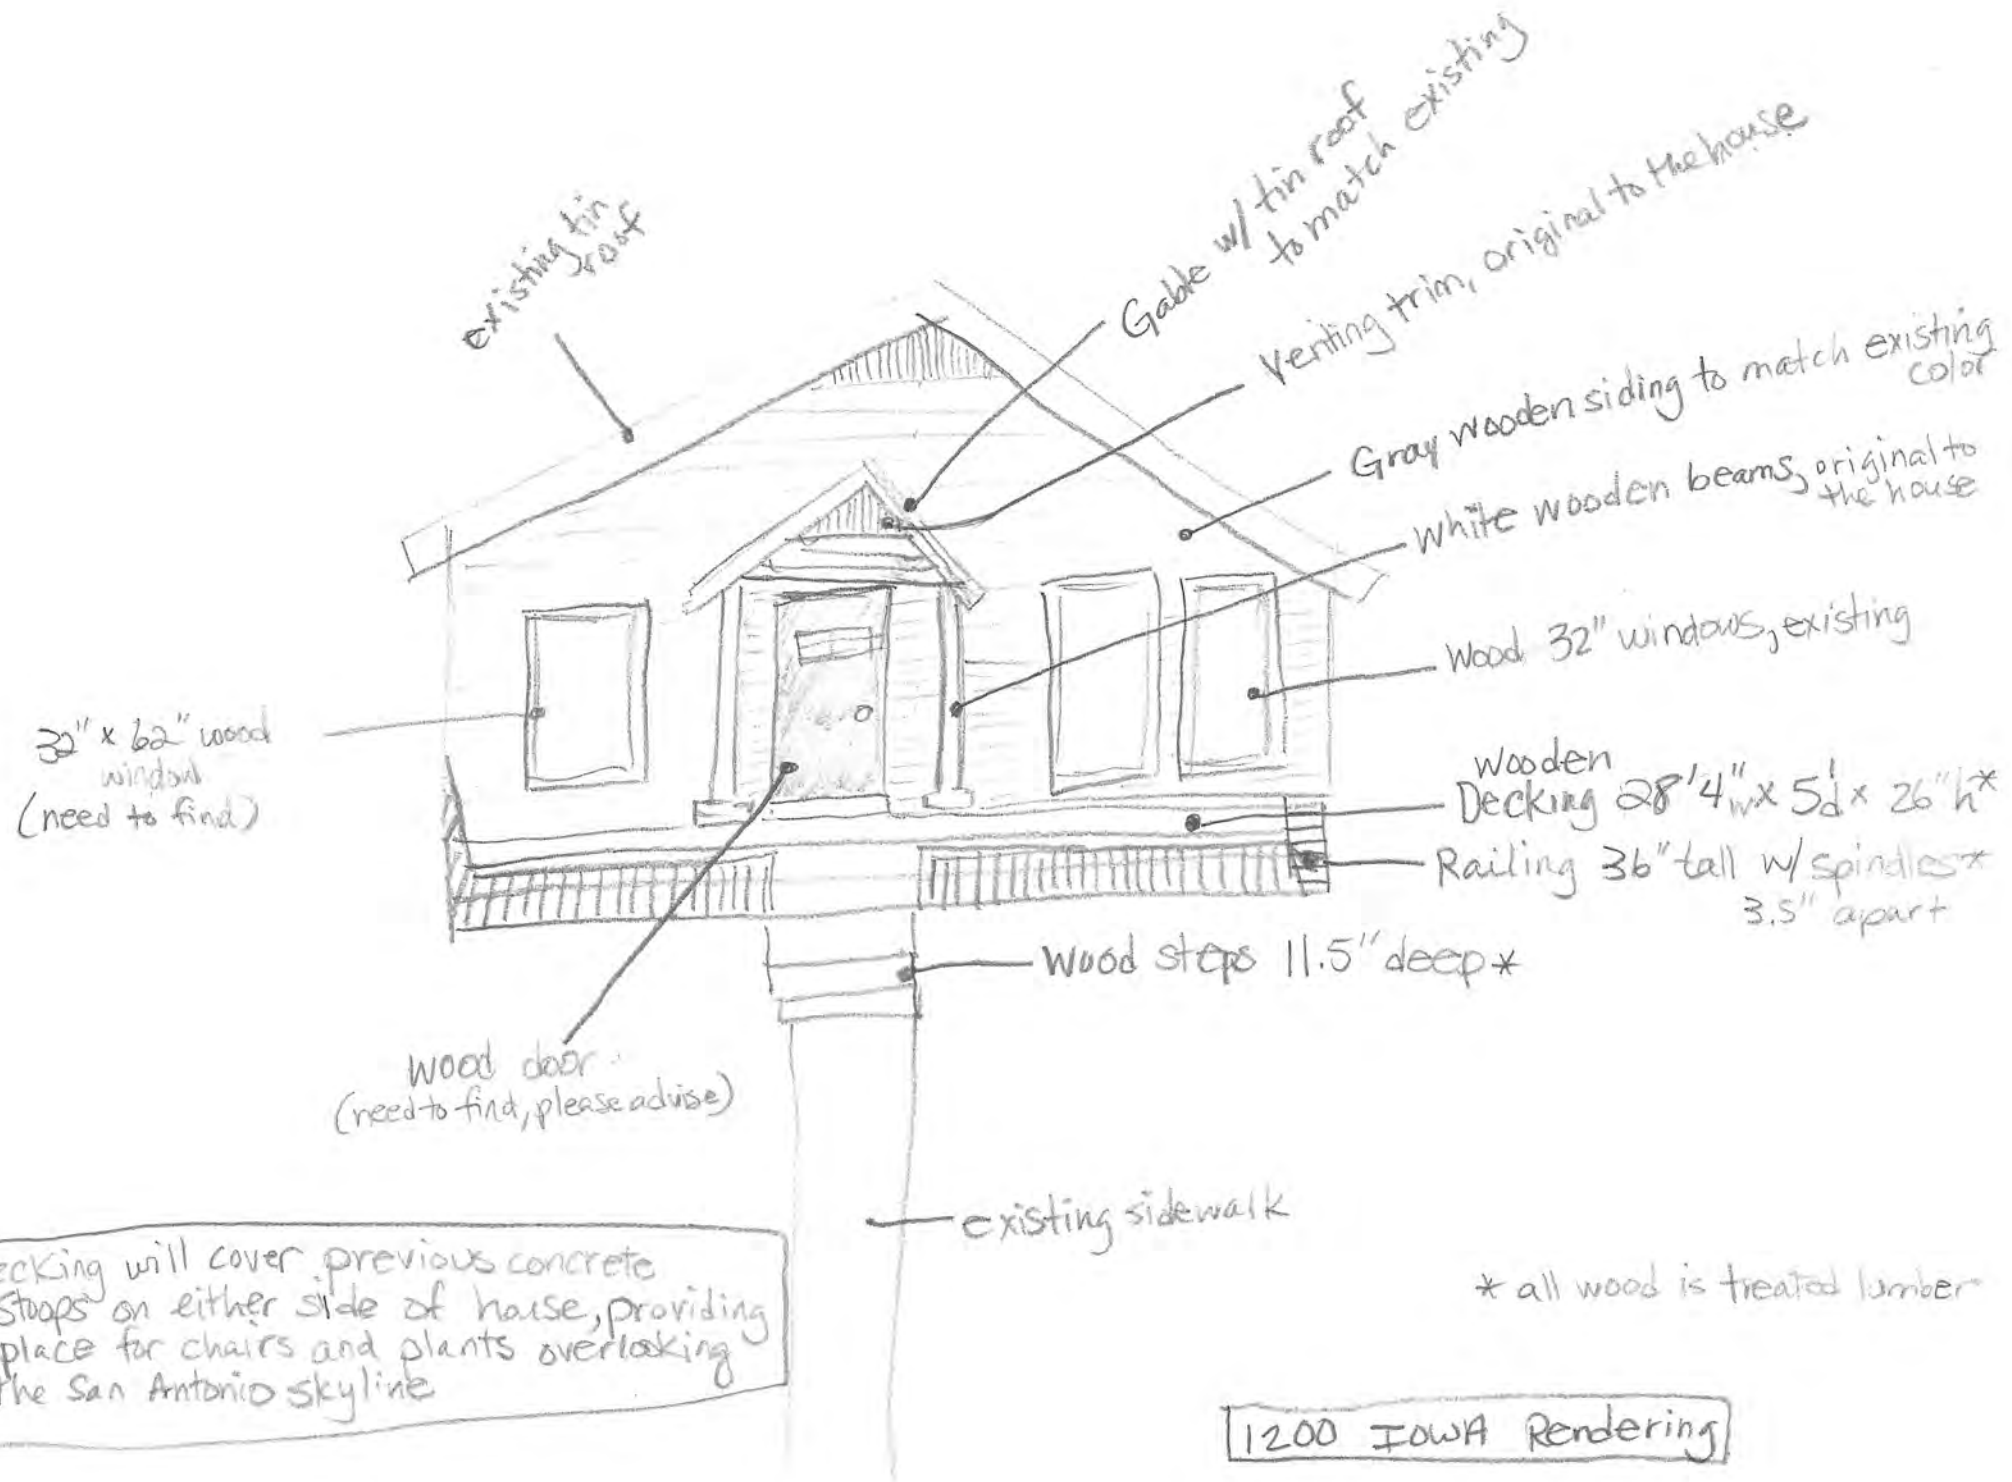 existing tin
roof
Gable w/ tin roof
to match existing
Venting trim, original to the house
Gray wooden siding to match existing
color
White wooden beams, original to
the house
Wood 32" windows, existing
32" x 62" wood
window
(need to find)
Wooden
Decking 28'4"w x 5'd x 26"h*
Railing 36" tall w/ spindles*
3.5" apart
Wood steps 11.5" deep*
wood door
(need to find, please advise)
existing sidewalk
ecking will cover previous concrete
stoops on either side of house, providing
place for chairs and plants overlooking
the San Antonio skyline
* all wood is treated lumber
1200 IOWA Rendering